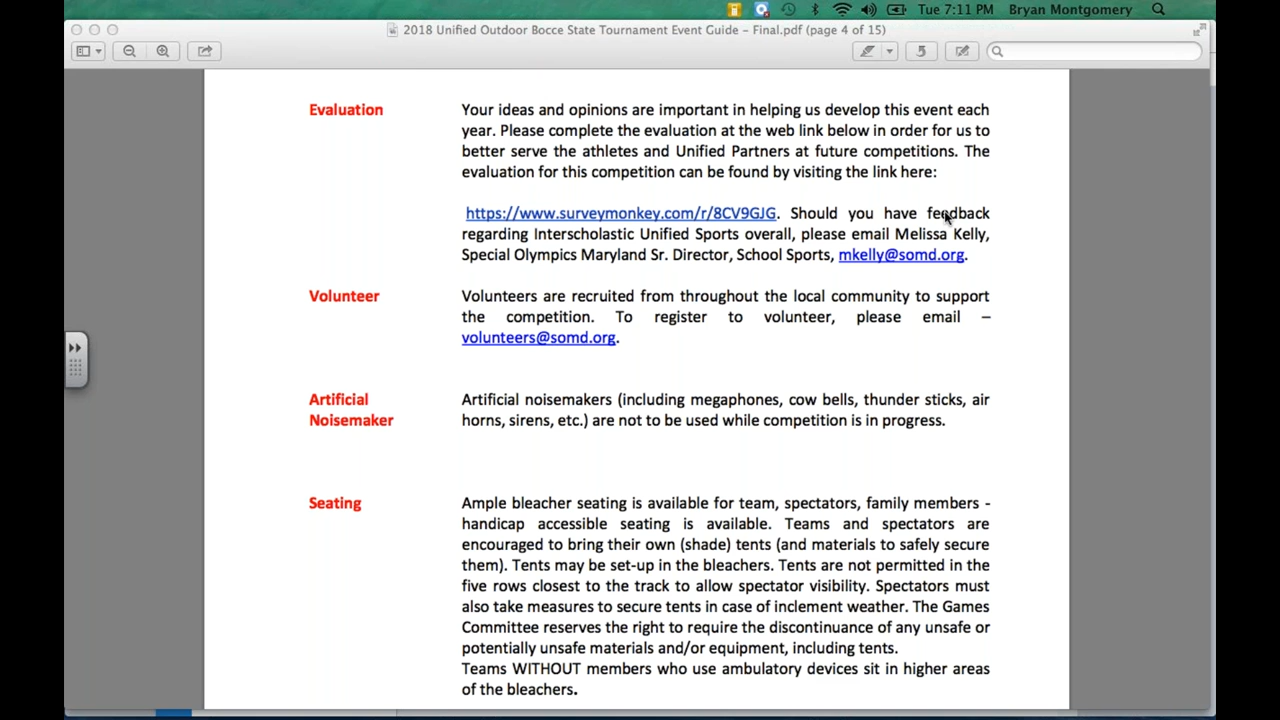 Tue 7:11 PM Bryan Montgomery
2018 Unified Outdoor Bocce State Tournament Event Guide – Final.pdf (page 4 of 15)
5
Evaluation
Your ideas and opinions are important in helping us develop this event each
year. Please complete the evaluation at the web link below in order for us to
better serve the athletes and Unified Partners at future competitions. The
evaluation for this competition can be found by visiting the link here:
https://www.surveymonkey.com/r/8CV9GJG. Should you have feedback
regarding Interscholastic Unified Sports overall, please email Melissa Kelly,
Special Olympics Maryland Sr. Director, School Sports, mkelly@somd.org.
Volunteer
Volunteers are recruited from throughout the local community to support
the competition. To register to volunteer, please email –
volunteers@somd.org.
Artificial
Noisemaker
Artificial noisemakers (including megaphones, cow bells, thunder sticks, air
horns, sirens, etc.) are not to be used while competition is in progress.
Seating
Ample bleacher seating is available for team, spectators, family members -
handicap accessible seating is available. Teams and spectators are
encouraged to bring their own (shade) tents (and materials to safely secure
them). Tents may be set-up in the bleachers. Tents are not permitted in the
five rows closest to the track to allow spectator visibility. Spectators must
also take measures to secure tents in case of inclement weather. The Games
Committee reserves the right to require the discontinuance of any unsafe or
potentially unsafe materials and/or equipment, including tents.
Teams WITHOUT members who use ambulatory devices sit in higher areas
of the bleachers.